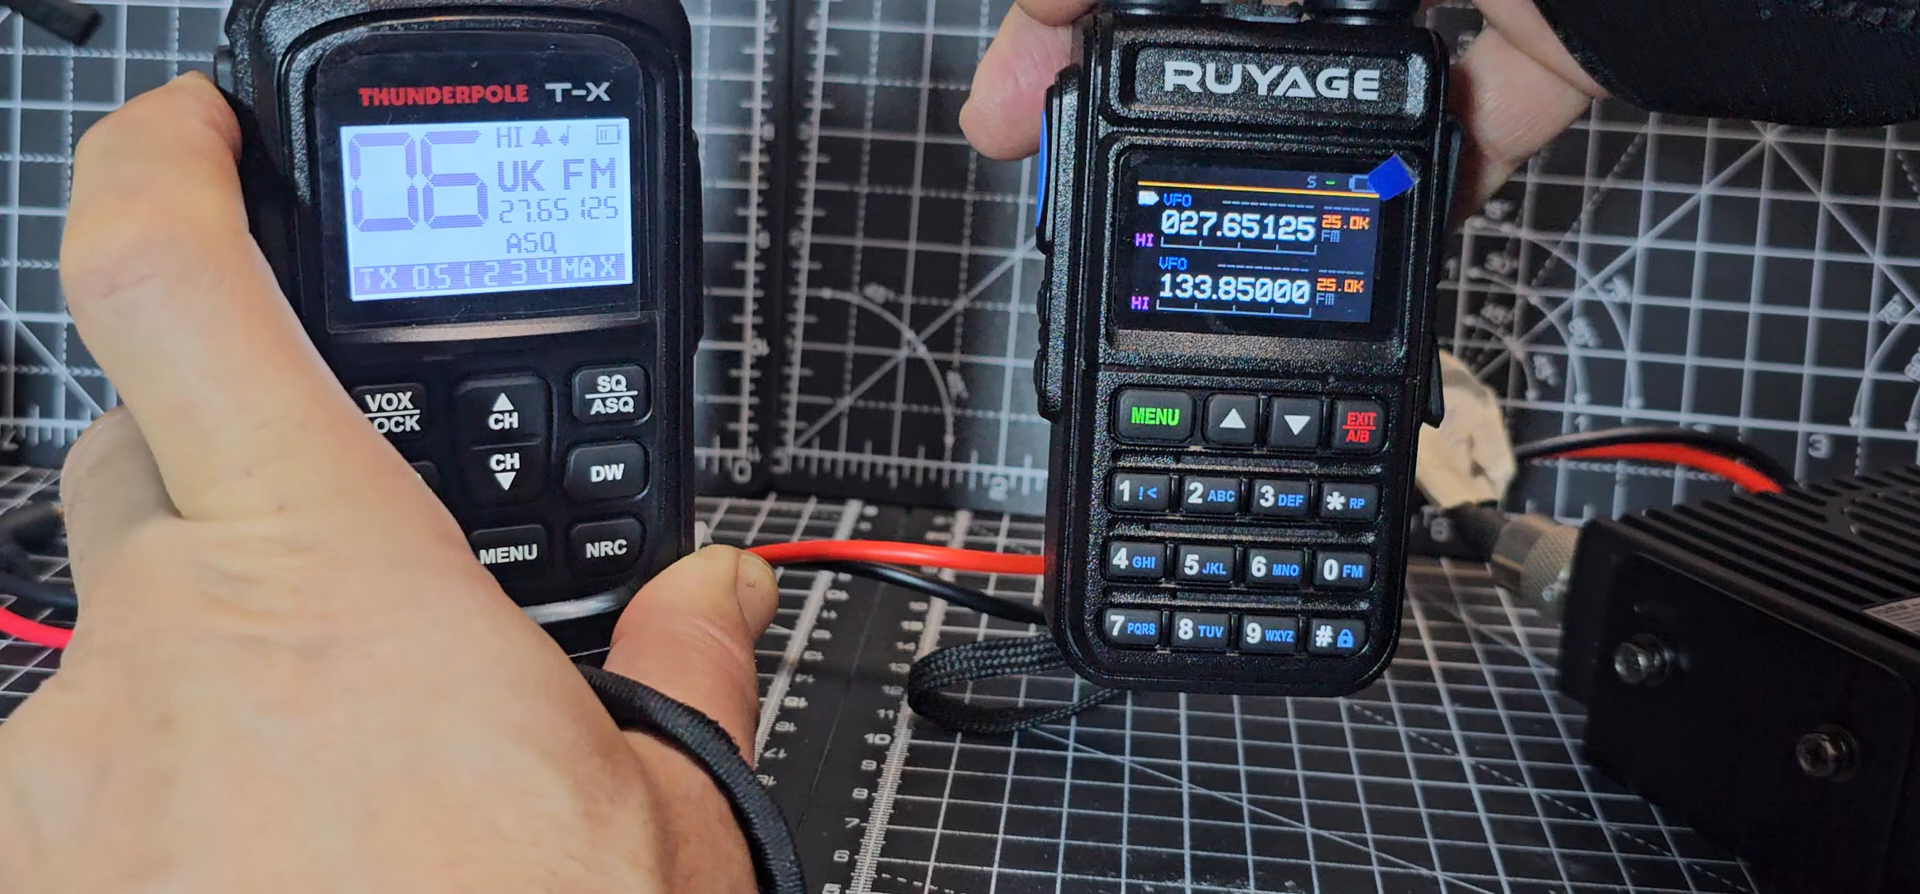 THUNDERPOLE T-X
06
HI
UK FM
27.65125
ASQ
TX 0.5 1 2 3 4 MAX
VOX
OCK
CH
CH
SQ
ASQ
DW
MENU
NRC
RUYAGE
S
VFO
027.65125 25.0K
HI FM
VFO
133.85000 25.0K
HI FM
MENU
EXIT
A/B
1 !< 2 ABC 3 DEF * RP
4 GHI 5 JKL 6 MNO 0 FM
7 PQRS 8 TUV 9 WXYZ #